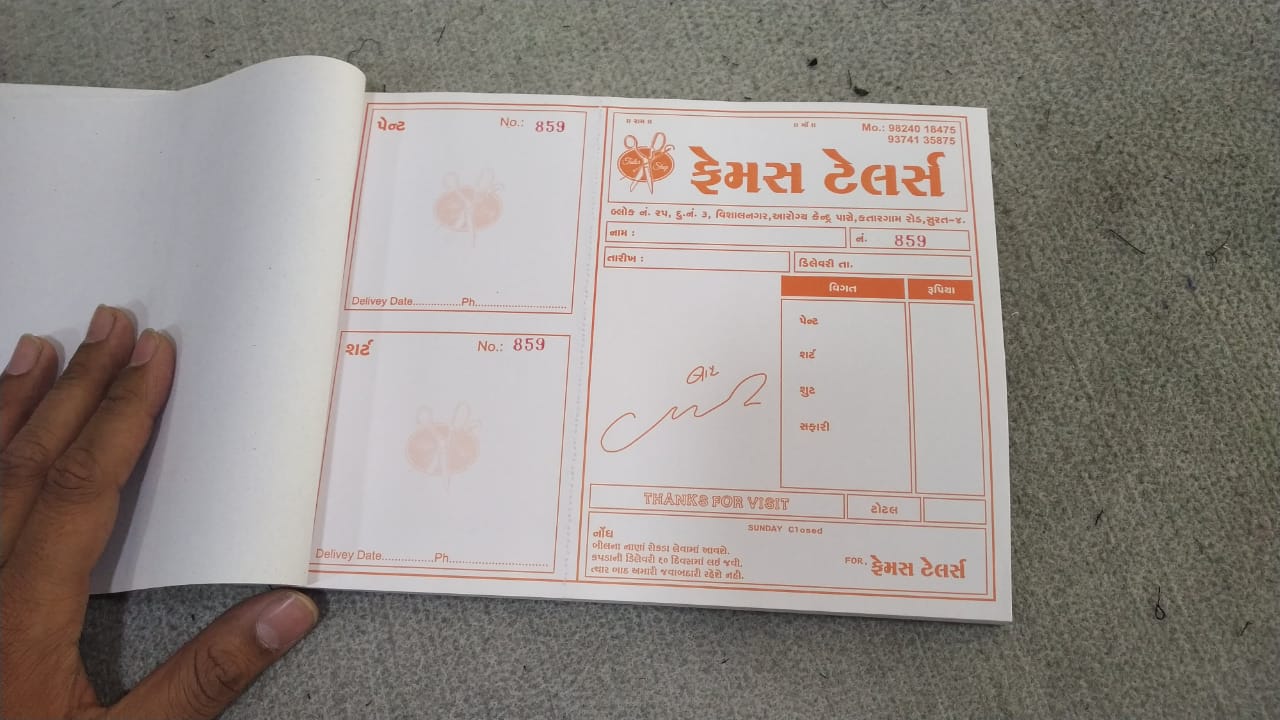 પેન્ટ No.: 859
Delivey Date..............Ph..........................
શર્ટ No.: 859
Delivey Date..............Ph..........................
॥ રામ ॥ ॥ માઁ ॥ Mo.: 98240 18475
93741 35875
Tailor Shop
ફેમસ ટેલર્સ
બ્લોક નં. ૨૫, દુ.નં. ૩, વિશાલનગર,આરોગ્ય કેન્દ્ર પાસે,કતારગામ રોડ,સુરત-૪.
નામ : નં. 859
તારીખ : ડિલેવરી તા.
વિગત રૂપિયા
પેન્ટ
શર્ટ
શુટ
સફારી
બાટ
THANKS FOR VISIT ટોટલ
SUNDAY Closed
નોંધ
બીલના નાણાં રોકડા લેવામાં આવશે.
કપડાની ડિલેવરી ૬૦ દિવસમાં લઈ જવી.
ત્યાર બાદ અમારી જવાબદારી રહેશે નહી.
FOR, ફેમસ ટેલર્સ